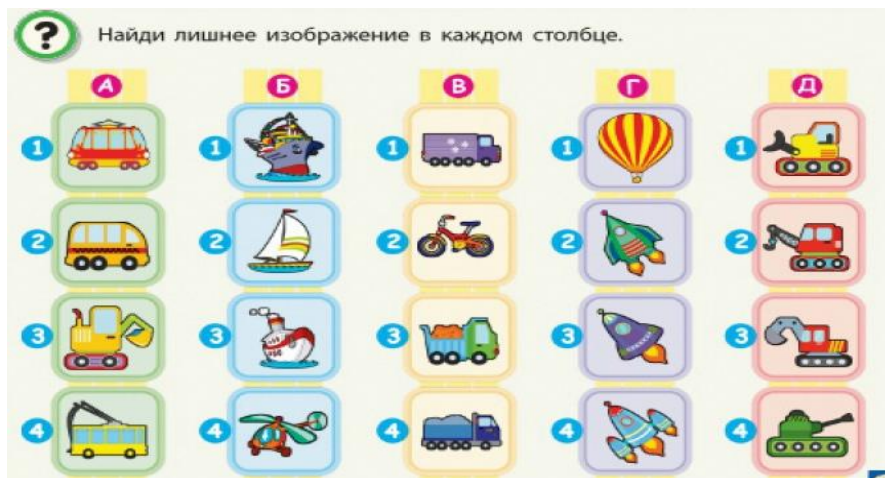 ?
Найди лишнее изображение в каждом столбце.
А Б В Г Д
1 1 1 1 1
2 2 2 2 2
3 3 3 3 3
4 4 4 4 4